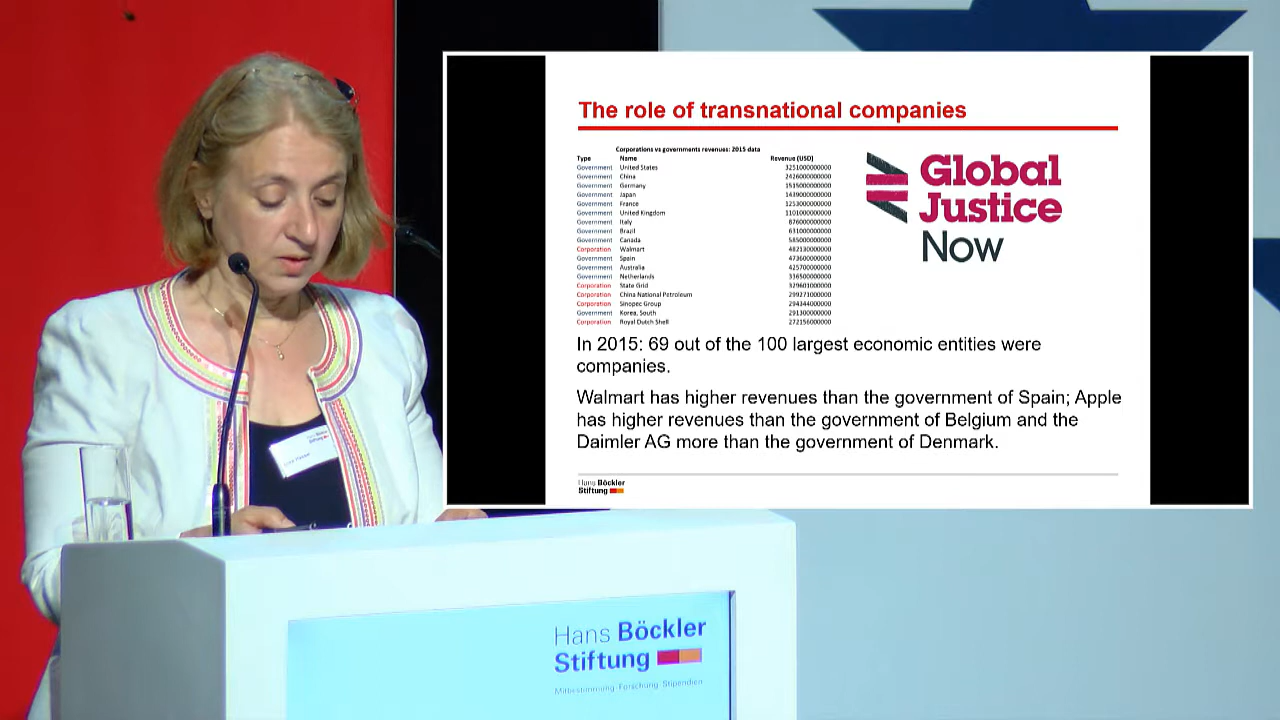 The role of transnational companies
Corporations vs governments revenues: 2015 data
Type Name Revenue (USD)
Government United States 3251000000000
Government China 2426000000000
Government Germany 1515000000000
Government Japan 1439000000000
Government France 1253000000000
Government United Kingdom 1101000000000
Government Italy 876000000000
Government Brazil 631000000000
Government Canada 585000000000
Corporation Walmart 482130000000
Government Spain 473600000000
Government Australia 425700000000
Government Netherlands 336500000000
Corporation State Grid 329601000000
Corporation China National Petroleum 299271000000
Corporation Sinopec Group 294344000000
Government Korea, South 291300000000
Corporation Royal Dutch Shell 272156000000
Global
Justice
Now
In 2015: 69 out of the 100 largest economic entities were
companies.
Walmart has higher revenues than the government of Spain; Apple
has higher revenues than the government of Belgium and the
Daimler AG more than the government of Denmark.
Hans Böckler
Stiftung
Hans Böckler
Stiftung
Hans Böckler
Stiftung
Mitbestimmung Forschung Stipendien